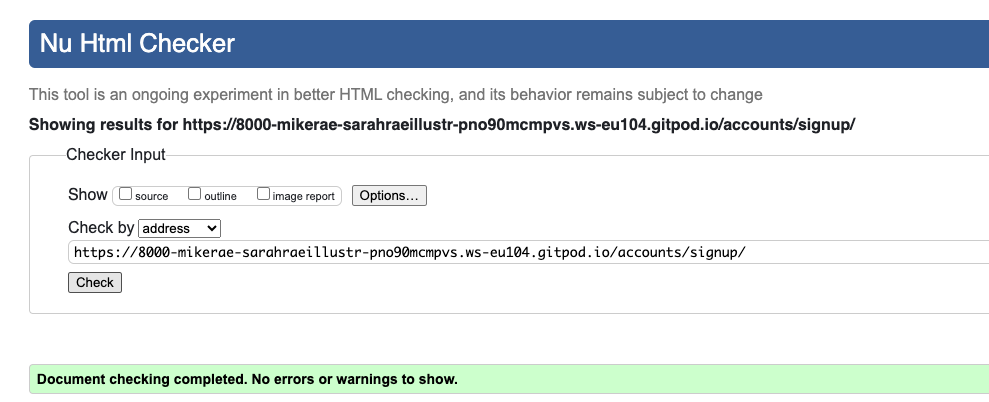 Nu Html Checker
This tool is an ongoing experiment in better HTML checking, and its behavior remains subject to change
Showing results for https://8000-mikerae-sarahraeillustr-pno90mcmpvs.ws-eu104.gitpod.io/accounts/signup/
Checker Input
Show source outline image report Options...
Check by address
https://8000-mikerae-sarahraeillustr-pno90mcmpvs.ws-eu104.gitpod.io/accounts/signup/
Check
Document checking completed. No errors or warnings to show.